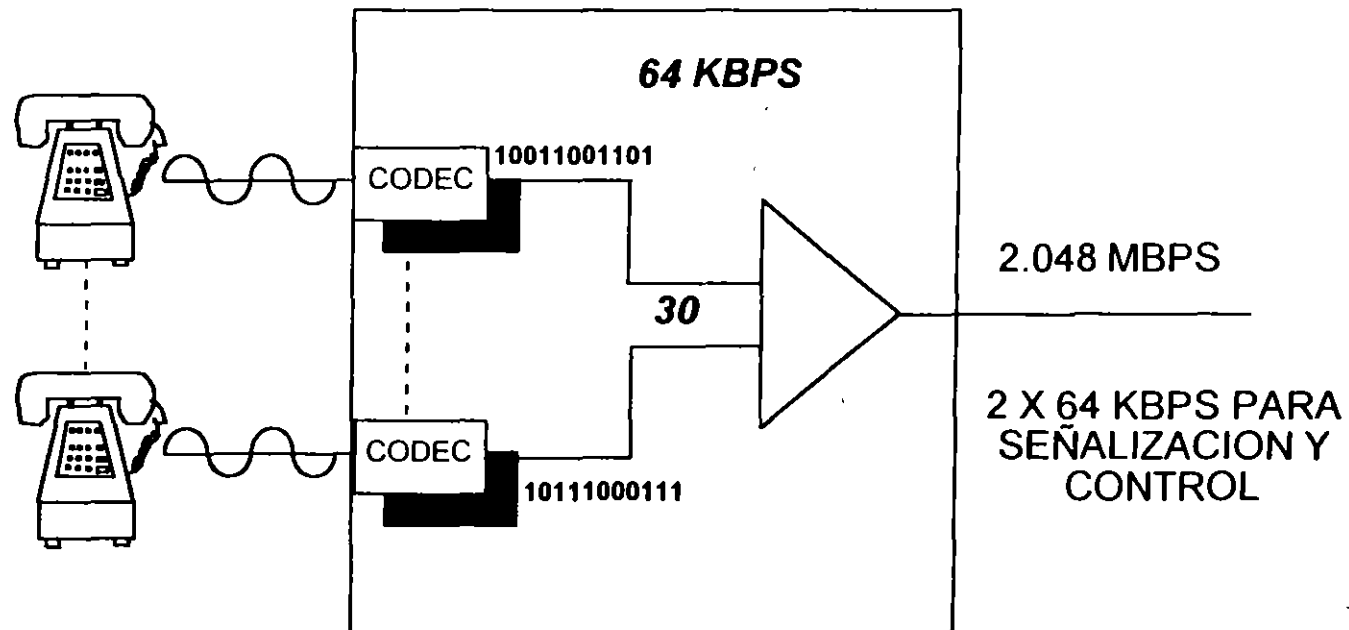 64 KBPS
CODEC
10011001101
30
2.048 MBPS
CODEC
10111000111
2 X 64 KBPS PARA
SEÑALIZACION Y
CONTROL